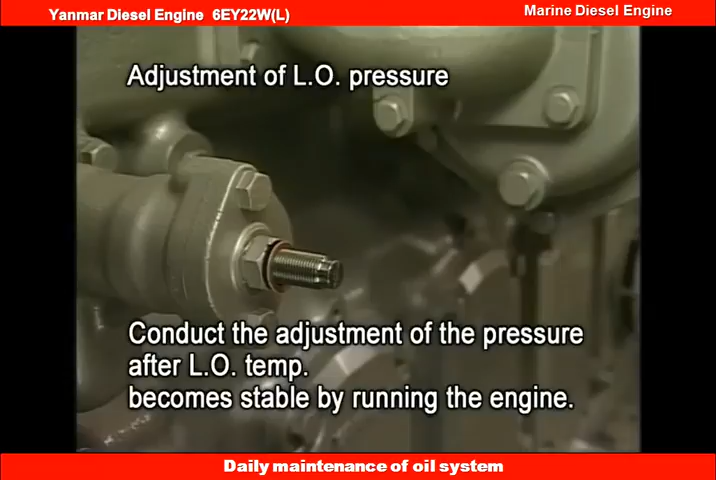 Yanmar Diesel Engine 6EY22W(L)
Marine Diesel Engine
Adjustment of L.O. pressure
Conduct the adjustment of the pressure
after L.O. temp.
becomes stable by running the engine.
Daily maintenance of oil system